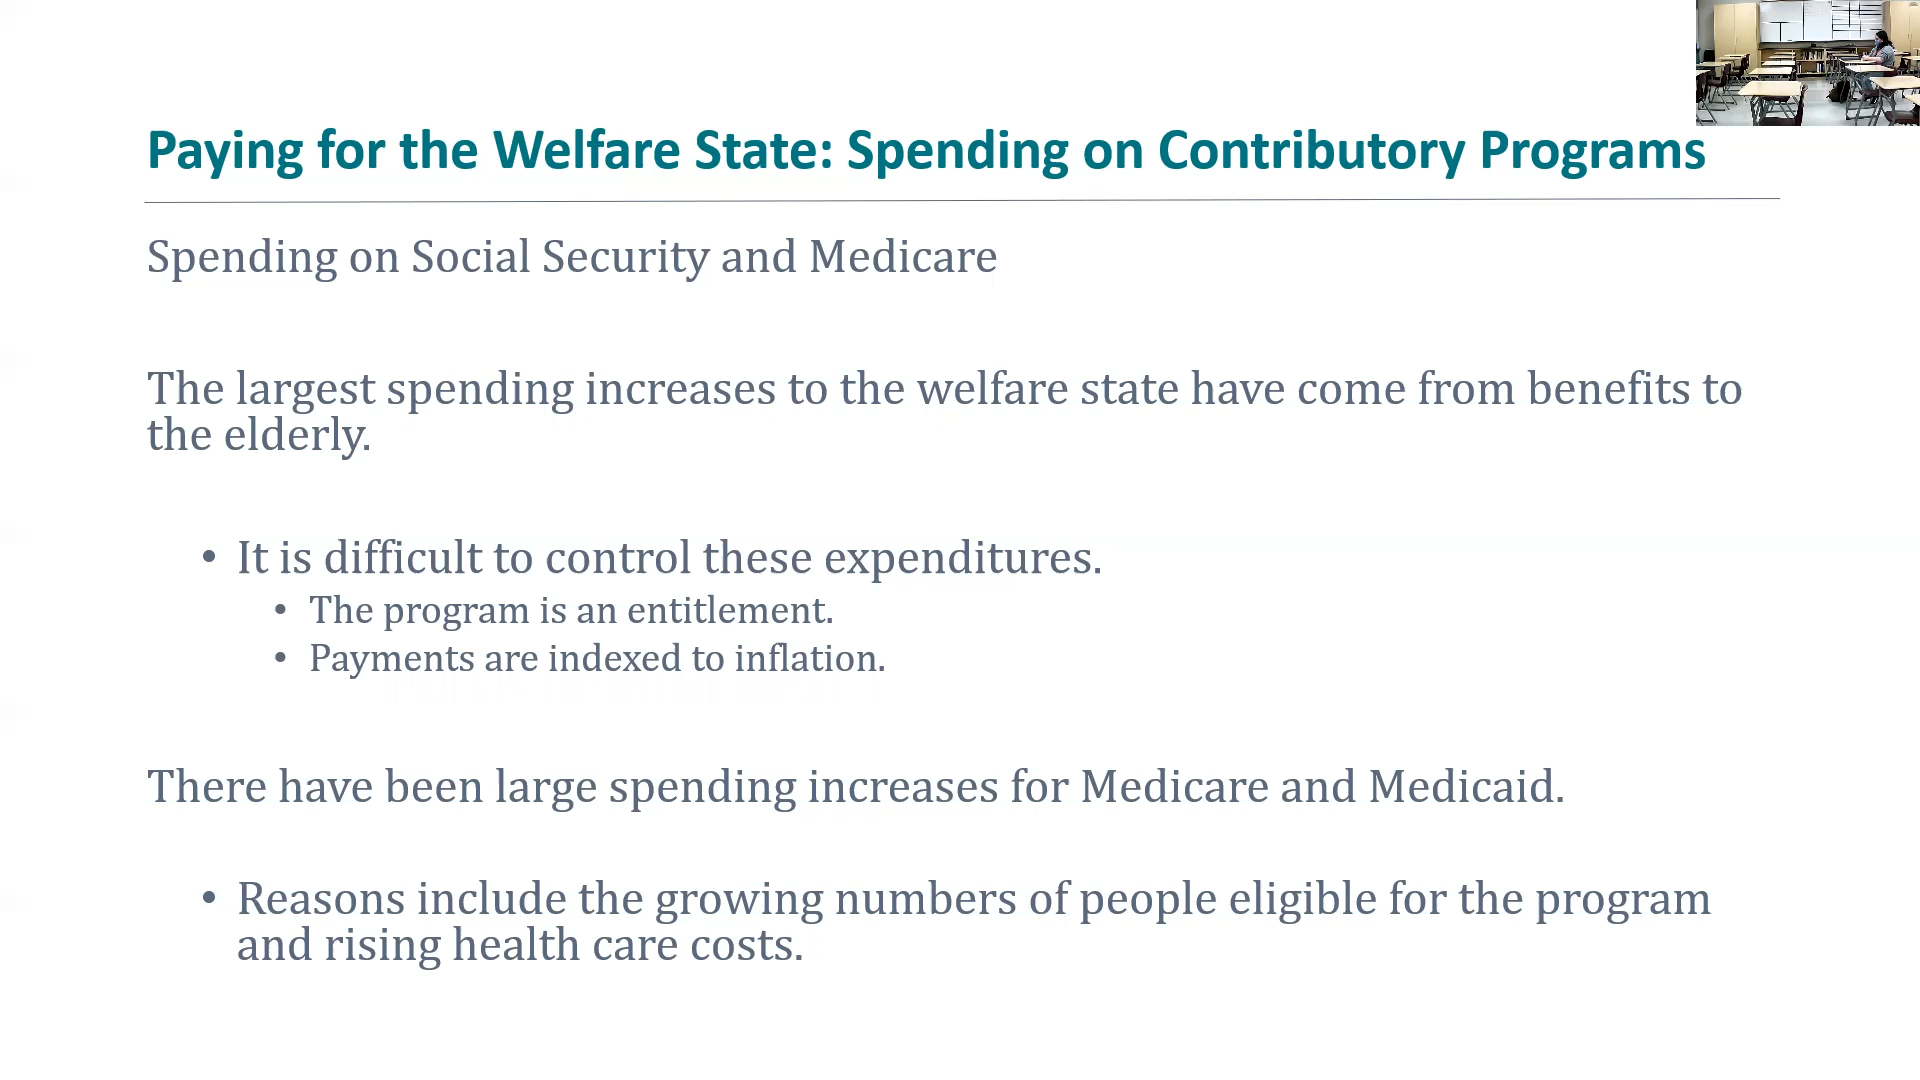 Paying for the Welfare State: Spending on Contributory Programs
Spending on Social Security and Medicare
The largest spending increases to the welfare state have come from benefits to
the elderly.
• It is difficult to control these expenditures.
• The program is an entitlement.
• Payments are indexed to inflation.
There have been large spending increases for Medicare and Medicaid.
• Reasons include the growing numbers of people eligible for the program
and rising health care costs.